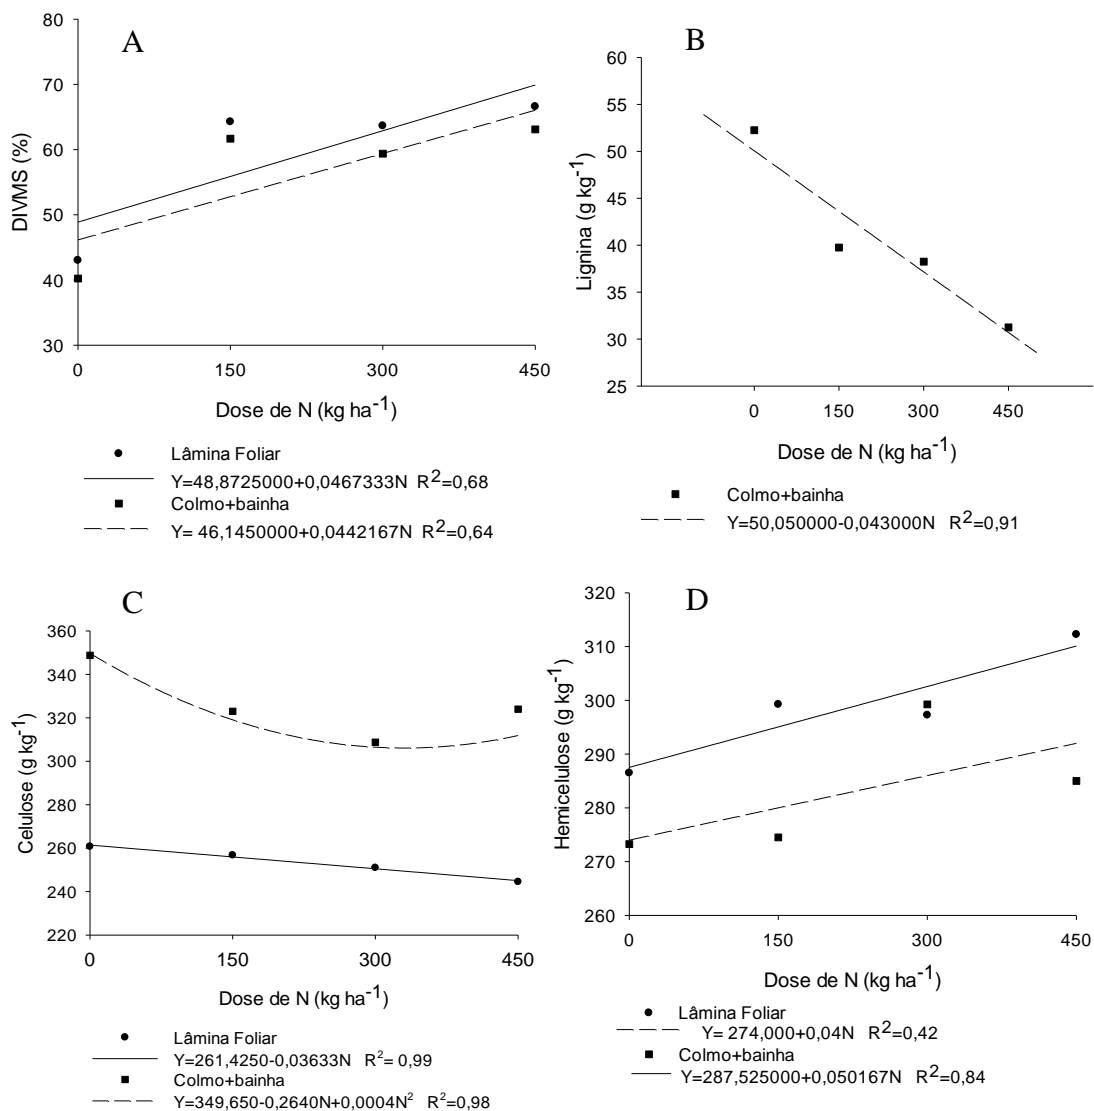 A
80
70
60
50
40
30
DIVMS (%)
0 150 300 450
Dose de N (kg ha⁻¹)
Lâmina Foliar
Y=48,8725000+0,0467333N R²=0,68
Colmo+bainha
Y= 46,1450000+0,0442167N R²=0,64
B
60
55
50
45
40
35
30
25
Lignina (g kg⁻¹)
0 150 300 450
Dose de N (kg ha⁻¹)
Colmo+bainha
Y=50,050000-0,043000N R²=0,91
C
360
340
320
300
280
260
240
220
Celulose (g kg⁻¹)
0 150 300 450
Dose de N (kg ha⁻¹)
Lâmina Foliar
Y=261,4250-0,03633N R²= 0,99
Colmo+bainha
Y=349,650-0,2640N+0,0004N² R²=0,98
D
320
310
300
290
280
270
260
Hemicelulose (g kg⁻¹)
0 150 300 450
Dose de N (kg ha⁻¹)
Lâmina Foliar
Y= 274,000+0,04N R²=0,42
Colmo+bainha
Y=287,525000+0,050167N R²=0,84